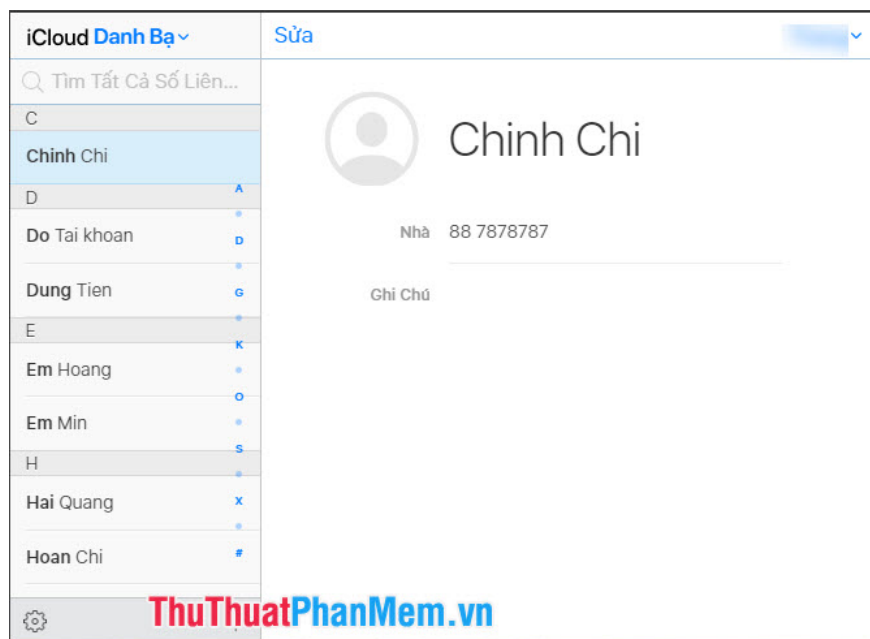 iCloud Danh Bạ
Sửa
Tìm Tất Cả Số Liên...
C
Chinh Chi
D
Do Tai khoan
Dung Tien
E
Em Hoang
Em Min
H
Hai Quang
Hoan Chi
A
D
G
K
O
S
X
#
Chinh Chi
Nhà 88 7878787
Ghi Chú
ThuThuatPhanMem.vn